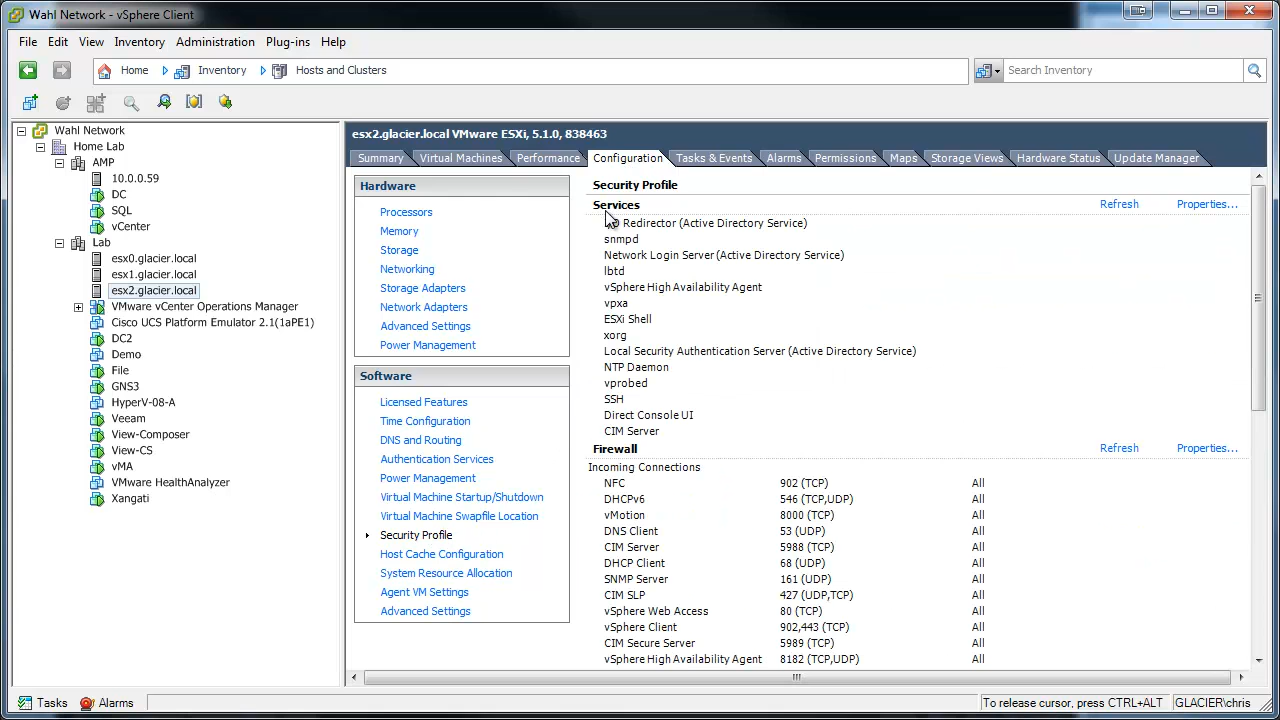 Wahl Network - vSphere Client
File Edit View Inventory Administration Plug-ins Help
Home Inventory Hosts and Clusters Search Inventory
Wahl Network
Home Lab
AMP
10.0.0.59
DC
SQL
vCenter
Lab
esx0.glacier.local
esx1.glacier.local
esx2.glacier.local
VMware vCenter Operations Manager
Cisco UCS Platform Emulator 2.1(1aPE1)
DC2
Demo
File
GNS3
HyperV-08-A
Veeam
View-Composer
View-CS
vMA
VMware HealthAnalyzer
Xangati
esx2.glacier.local VMware ESXi, 5.1.0, 838463
Summary Virtual Machines Performance Configuration Tasks & Events Alarms Permissions Maps Storage Views Hardware Status Update Manager
Hardware
Processors
Memory
Storage
Networking
Storage Adapters
Network Adapters
Advanced Settings
Power Management
Software
Licensed Features
Time Configuration
DNS and Routing
Authentication Services
Power Management
Virtual Machine Startup/Shutdown
Virtual Machine Swapfile Location
Security Profile
Host Cache Configuration
System Resource Allocation
Agent VM Settings
Advanced Settings
Security Profile
Services Refresh Properties...
Redirector (Active Directory Service)
snmpd
Network Login Server (Active Directory Service)
lbtd
vSphere High Availability Agent
vpxa
ESXi Shell
xorg
Local Security Authentication Server (Active Directory Service)
NTP Daemon
vprobed
SSH
Direct Console UI
CIM Server
Firewall Refresh Properties...
Incoming Connections
NFC 902 (TCP) All
DHCPv6 546 (TCP,UDP) All
vMotion 8000 (TCP) All
DNS Client 53 (UDP) All
CIM Server 5988 (TCP) All
DHCP Client 68 (UDP) All
SNMP Server 161 (UDP) All
CIM SLP 427 (UDP,TCP) All
vSphere Web Access 80 (TCP) All
vSphere Client 902,443 (TCP) All
CIM Secure Server 5989 (TCP) All
vSphere High Availability Agent 8182 (TCP,UDP) All
Tasks Alarms To release cursor, press CTRL+ALT GLACIER\chris